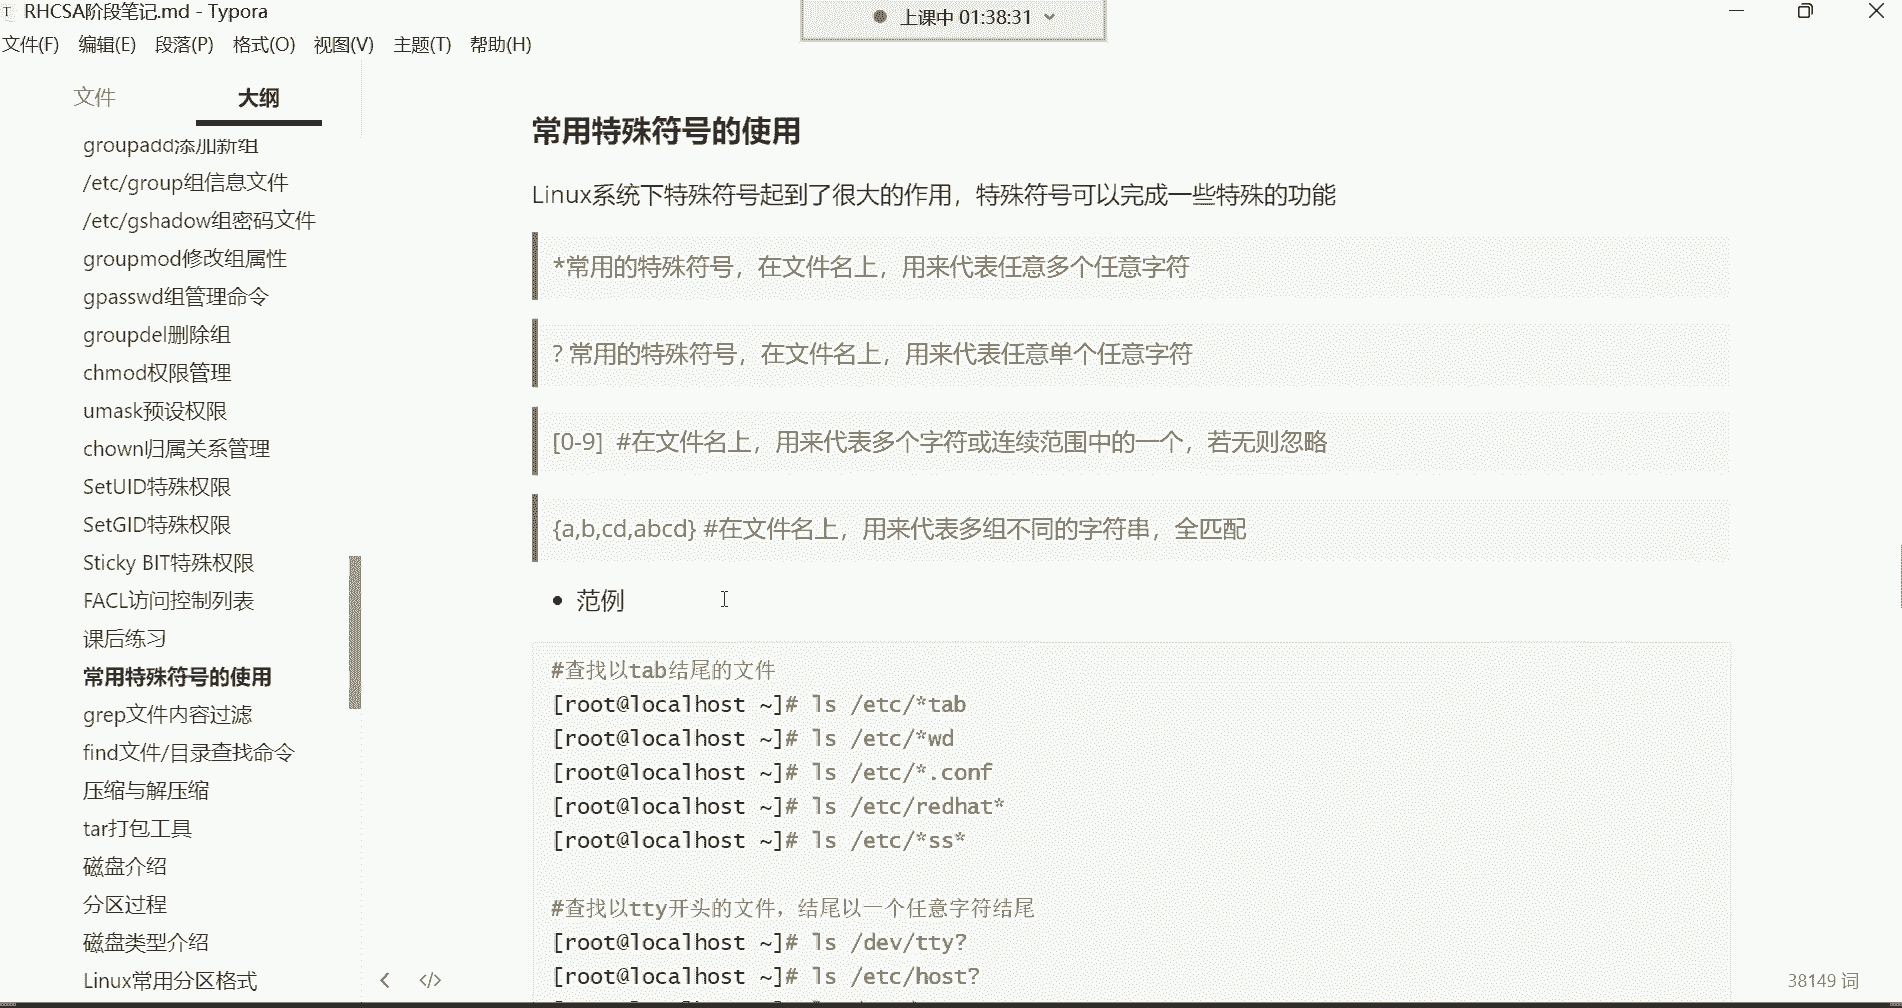 RHCSA阶段笔记.md - Typora
上课中 01:38:31
文件(F) 编辑(E) 段落(P) 格式(O) 视图(V) 主题(T) 帮助(H)
文件 大纲
groupadd添加新组
/etc/group组信息文件
/etc/gshadow组密码文件
groupmod修改组属性
gpasswd组管理命令
groupdel删除组
chmod权限管理
umask预设权限
chown归属关系管理
SetUID特殊权限
SetGID特殊权限
Sticky BIT特殊权限
FACL访问控制列表
课后练习
常用特殊符号的使用
grep文件内容过滤
find文件/目录查找命令
压缩与解压缩
tar打包工具
磁盘介绍
分区过程
磁盘类型介绍
Linux常用分区格式
常用特殊符号的使用
Linux系统下特殊符号起到了很大的作用，特殊符号可以完成一些特殊的功能
*常用的特殊符号，在文件名上，用来代表任意多个任意字符
? 常用的特殊符号，在文件名上，用来代表任意单个任意字符
[0-9] #在文件名上，用来代表多个字符或连续范围中的一个，若无则忽略
{a,b,cd,abcd} #在文件名上，用来代表多组不同的字符串，全匹配
范例
#查找以tab结尾的文件
[root@localhost ~]# ls /etc/*tab
[root@localhost ~]# ls /etc/*wd
[root@localhost ~]# ls /etc/*.conf
[root@localhost ~]# ls /etc/redhat*
[root@localhost ~]# ls /etc/*ss*
#查找以tty开头的文件，结尾以一个任意字符结尾
[root@localhost ~]# ls /dev/tty?
[root@localhost ~]# ls /etc/host?
38149 词